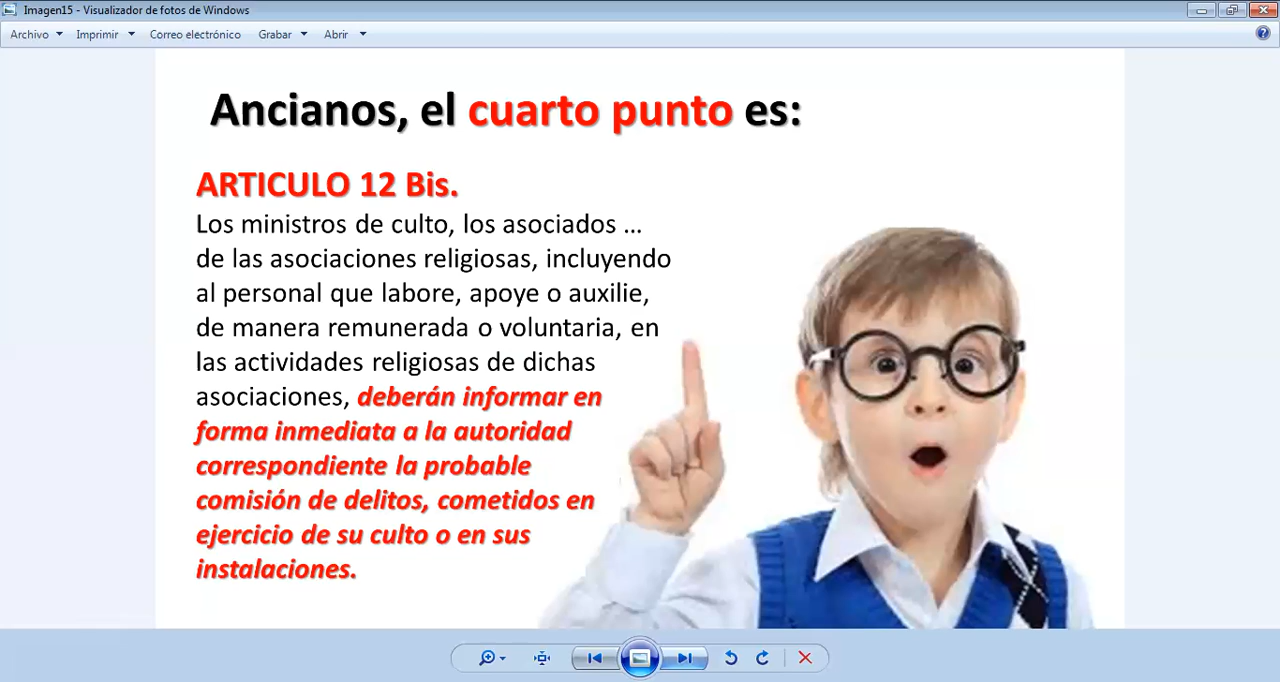 Imagen15 - Visualizador de fotos de Windows
Archivo Imprimir Correo electrónico Grabar Abrir
Ancianos, el cuarto punto es:
ARTICULO 12 Bis.
Los ministros de culto, los asociados ...
de las asociaciones religiosas, incluyendo
al personal que labore, apoye o auxilie,
de manera remunerada o voluntaria, en
las actividades religiosas de dichas
asociaciones, deberán informar en
forma inmediata a la autoridad
correspondiente la probable
comisión de delitos, cometidos en
ejercicio de su culto o en sus
instalaciones.